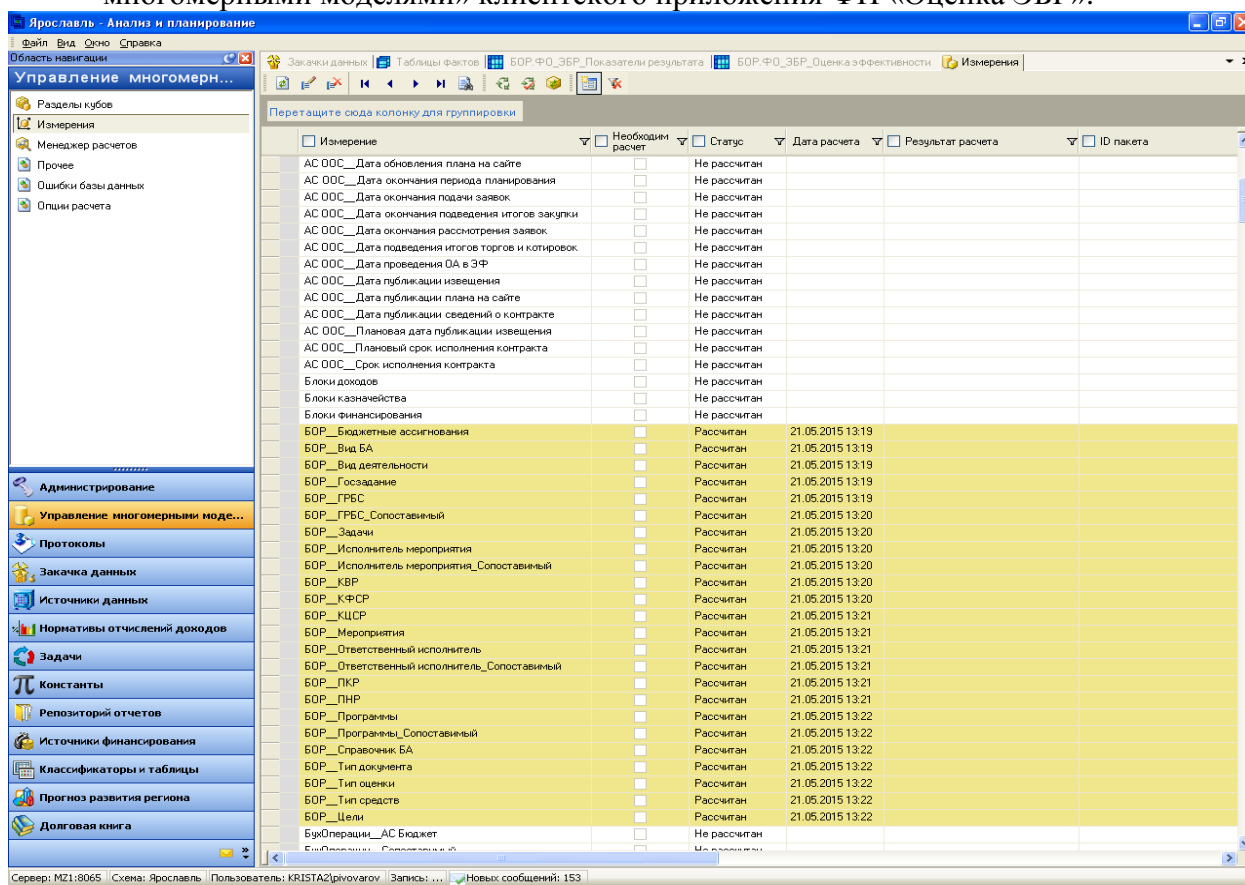 многомерными моделями» клиентского приложения ФП «Оценка ЭБР».
Ярославль - Анализ и планирование
Файл Вид Окно Справка
Область навигации
Управление многомерн...
Разделы кубов
Измерения
Менеджер расчетов
Прочее
Ошибки базы данных
Опции расчета
Администрирование
Управление многомерными моде...
Протоколы
Закачка данных
Источники данных
Нормативы отчислений доходов
Задачи
Константы
Репозиторий отчетов
Источники финансирования
Классификаторы и таблицы
Прогноз развития региона
Долговая книга
Закачки данных Таблицы фактов БОР.ФО_ЭБР_Показатели результата БОР.ФО_ЭБР_Оценка эффективности Измерения
Перетащите сюда колонку для группировки
Измерение Необходим расчет Статус Дата расчета Результат расчета ID пакета
АС ООС__Дата обновления плана на сайте Не рассчитан
АС ООС__Дата окончания периода планирования Не рассчитан
АС ООС__Дата окончания подачи заявок Не рассчитан
АС ООС__Дата окончания подведения итогов закупки Не рассчитан
АС ООС__Дата окончания рассмотрения заявок Не рассчитан
АС ООС__Дата подведения итогов торгов и котировок Не рассчитан
АС ООС__Дата проведения ОА в ЭФ Не рассчитан
АС ООС__Дата публикации извещения Не рассчитан
АС ООС__Дата публикации плана на сайте Не рассчитан
АС ООС__Дата публикации сведений о контракте Не рассчитан
АС ООС__Плановая дата публикации извещения Не рассчитан
АС ООС__Плановый срок исполнения контракта Не рассчитан
АС ООС__Срок исполнения контракта Не рассчитан
Блоки доходов Не рассчитан
Блоки казначейства Не рассчитан
Блоки финансирования Не рассчитан
БОР__Бюджетные ассигнования Рассчитан 21.05.2015 13:19
БОР__Вид БА Рассчитан 21.05.2015 13:19
БОР__Вид деятельности Рассчитан 21.05.2015 13:19
БОР__Госзадание Рассчитан 21.05.2015 13:19
БОР__ГРБС Рассчитан 21.05.2015 13:19
БОР__ГРБС_Сопоставимый Рассчитан 21.05.2015 13:20
БОР__Задачи Рассчитан 21.05.2015 13:20
БОР__Исполнитель мероприятия Рассчитан 21.05.2015 13:20
БОР__Исполнитель мероприятия_Сопоставимый Рассчитан 21.05.2015 13:20
БОР__КВР Рассчитан 21.05.2015 13:20
БОР__КФСР Рассчитан 21.05.2015 13:20
БОР__КЦСР Рассчитан 21.05.2015 13:21
БОР__Мероприятия Рассчитан 21.05.2015 13:21
БОР__Ответственный исполнитель Рассчитан 21.05.2015 13:21
БОР__Ответственный исполнитель_Сопоставимый Рассчитан 21.05.2015 13:21
БОР__ПКР Рассчитан 21.05.2015 13:21
БОР__ПНР Рассчитан 21.05.2015 13:21
БОР__Программы Рассчитан 21.05.2015 13:22
БОР__Программы_Сопоставимый Рассчитан 21.05.2015 13:22
БОР__Справочник БА Рассчитан 21.05.2015 13:22
БОР__Тип документа Рассчитан 21.05.2015 13:22
БОР__Тип оценки Рассчитан 21.05.2015 13:22
БОР__Тип средств Рассчитан 21.05.2015 13:22
БОР__Цели Рассчитан 21.05.2015 13:22
БухОперации__АС Бюджет Не рассчитан
Сервер: MZ1:8065 Схема: Ярославль Пользователь: KRISTA2\pivovarov Запись: ... Новых сообщений: 153